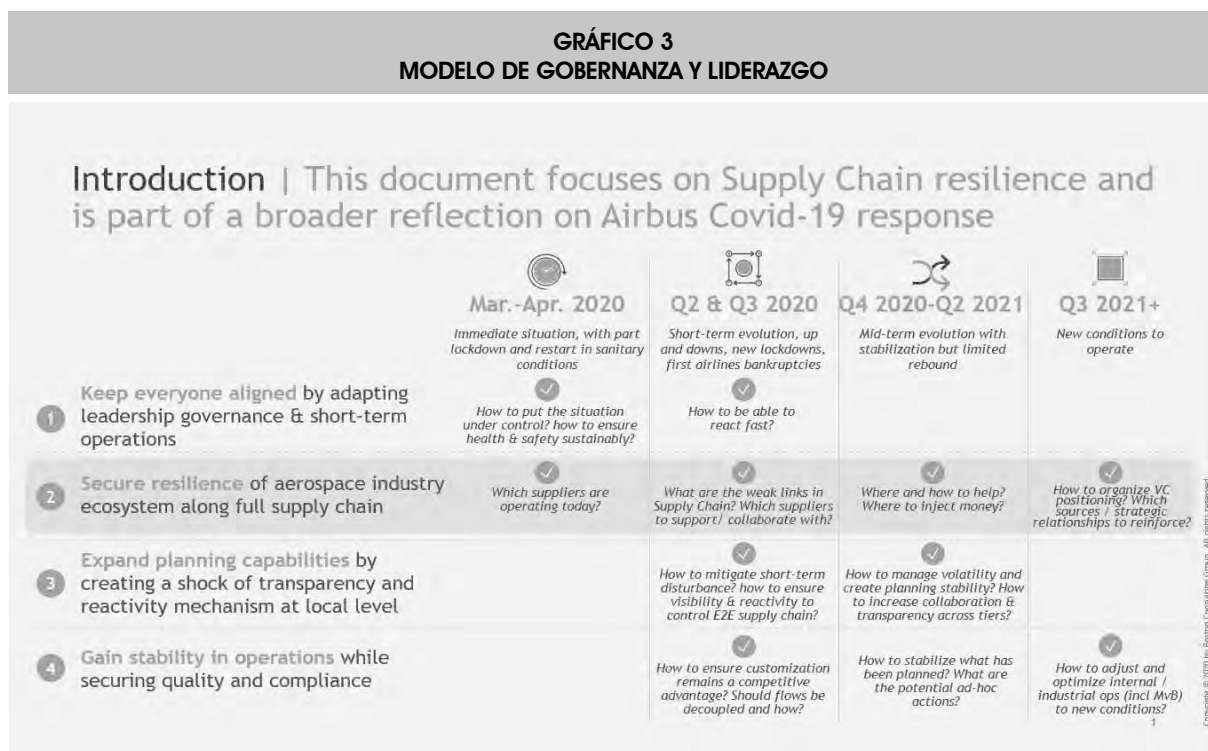 GRÁFICO 3
MODELO DE GOBERNANZA Y LIDERAZGO
Introduction | This document focuses on Supply Chain resilience and
is part of a broader reflection on Airbus Covid-19 response
Mar.-Apr. 2020
Immediate situation, with part
lockdown and restart in sanitary
conditions
Q2 & Q3 2020
Short-term evolution, up
and downs, new lockdowns,
first airlines bankruptcies
Q4 2020-Q2 2021
Mid-term evolution with
stabilization but limited
rebound
Q3 2021+
New conditions to
operate
1
Keep everyone aligned by adapting
leadership governance & short-term
operations
How to put the situation
under control? how to ensure
health & safety sustainably?
How to be able to
react fast?
2
Secure resilience of aerospace industry
ecosystem along full supply chain
Which suppliers are
operating today?
What are the weak links in
Supply Chain? Which suppliers
to support/ collaborate with?
Where and how to help?
Where to inject money?
How to organize VC
positioning? Which
sources / strategic
relationships to reinforce?
3
Expand planning capabilities by
creating a shock of transparency and
reactivity mechanism at local level
How to mitigate short-term
disturbance? how to ensure
visibility & reactivity to
control E2E supply chain?
How to manage volatility and
create planning stability? How
to increase collaboration &
transparency across tiers?
4
Gain stability in operations while
securing quality and compliance
How to ensure customization
remains a competitive
advantage? Should flows be
decoupled and how?
How to stabilize what has
been planned? What are
the potential ad-hoc
actions?
How to adjust and
optimize internal /
industrial ops (incl MvB)
to new conditions?
1
Copyright © 2020 by Boston Consulting Group. All rights reserved.